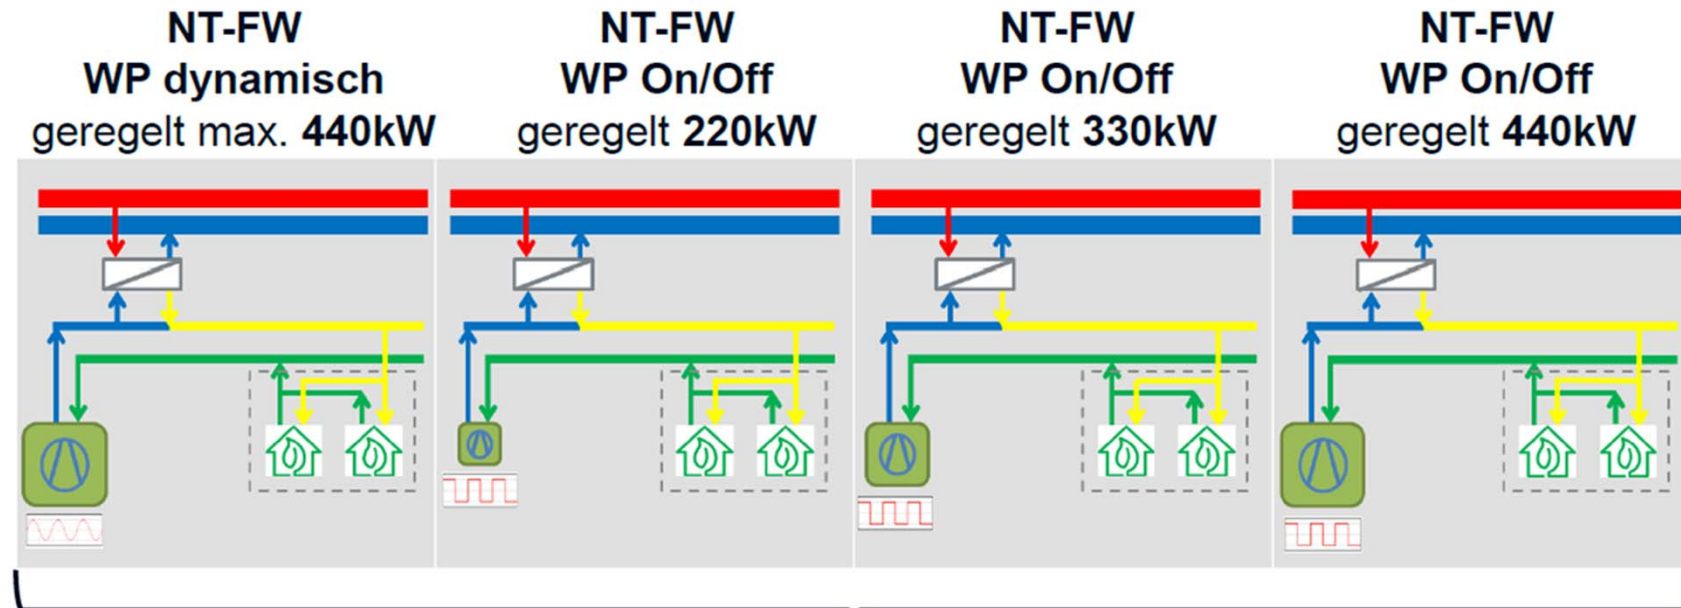 NT-FW
WP dynamisch
geregelt max. 440kW
NT-FW
WP On/Off
geregelt 220kW
NT-FW
WP On/Off
geregelt 330kW
NT-FW
WP On/Off
geregelt 440kW